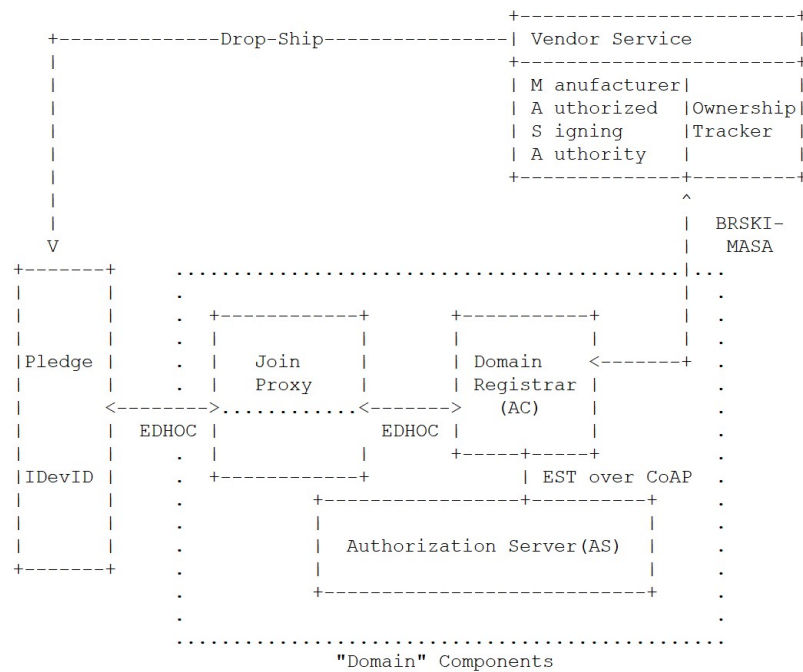 Drop-Ship Vendor Service
M anufacturer
A uthorized Ownership
S igning Tracker
A uthority
BRSKI-
V MASA
Pledge Join Domain
Proxy Registrar
(AC)
EDHOC EDHOC
IDevID EST over CoAP
Authorization Server(AS)
"Domain" Components